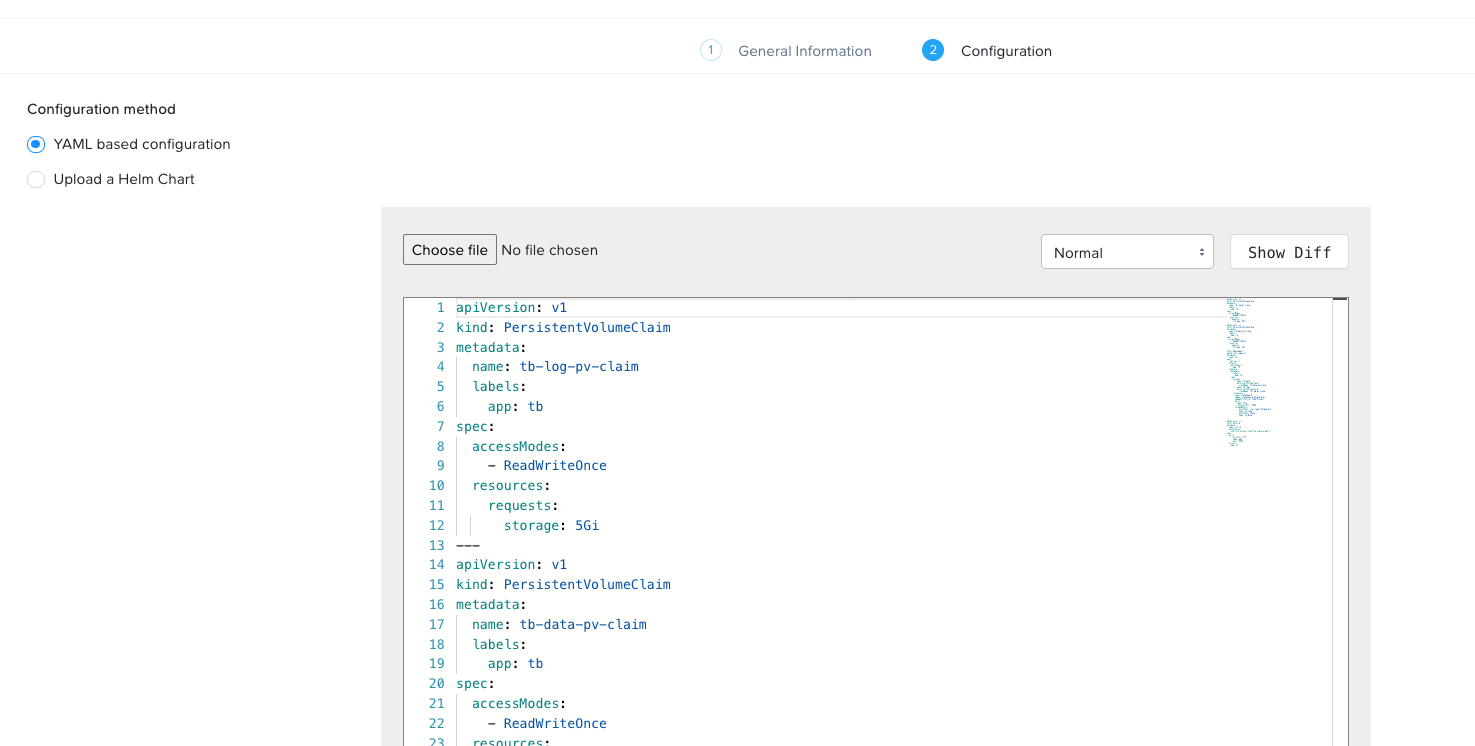 1 General Information 2 Configuration
Configuration method
YAML based configuration
Upload a Helm Chart
Choose file No file chosen Normal Show Diff
1 apiVersion: v1
2 kind: PersistentVolumeClaim
3 metadata:
4   name: tb-log-pv-claim
5   labels:
6     app: tb
7 spec:
8   accessModes:
9     - ReadWriteOnce
10   resources:
11     requests:
12       storage: 5Gi
13 ---
14 apiVersion: v1
15 kind: PersistentVolumeClaim
16 metadata:
17   name: tb-data-pv-claim
18   labels:
19     app: tb
20 spec:
21   accessModes:
22     - ReadWriteOnce
23   resources: